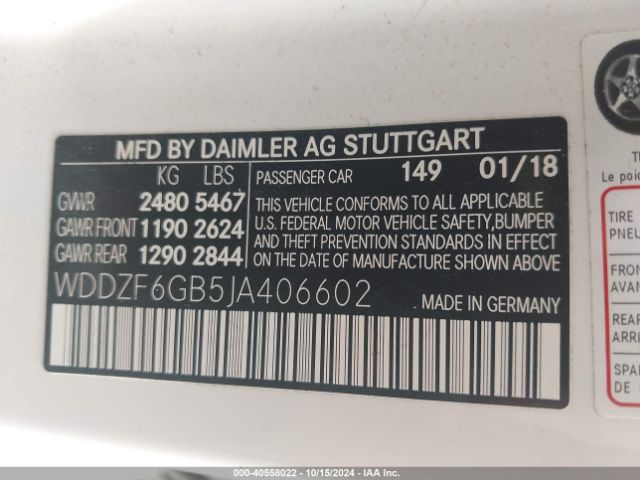 MFD BY DAIMLER AG STUTTGART
KG LBS
GVWR 2480 5467
GAWR FRONT 1190 2624
GAWR REAR 1290 2844
PASSENGER CAR 149 01/18
THIS VEHICLE CONFORMS TO ALL APPLICABLE
U.S. FEDERAL MOTOR VEHICLE SAFETY, BUMPER
AND THEFT PREVENTION STANDARDS IN EFFECT
ON THE DATE OF MANUFACTURE SHOWN ABOVE
WDDZF6GB5JA406602
MADE IN GERMANY
Le poi
TIRE
PNEU
FRON
AVAN
REAR
ARRI
SPA
DE
000-40558022 - 10/15/2024 - IAA Inc.